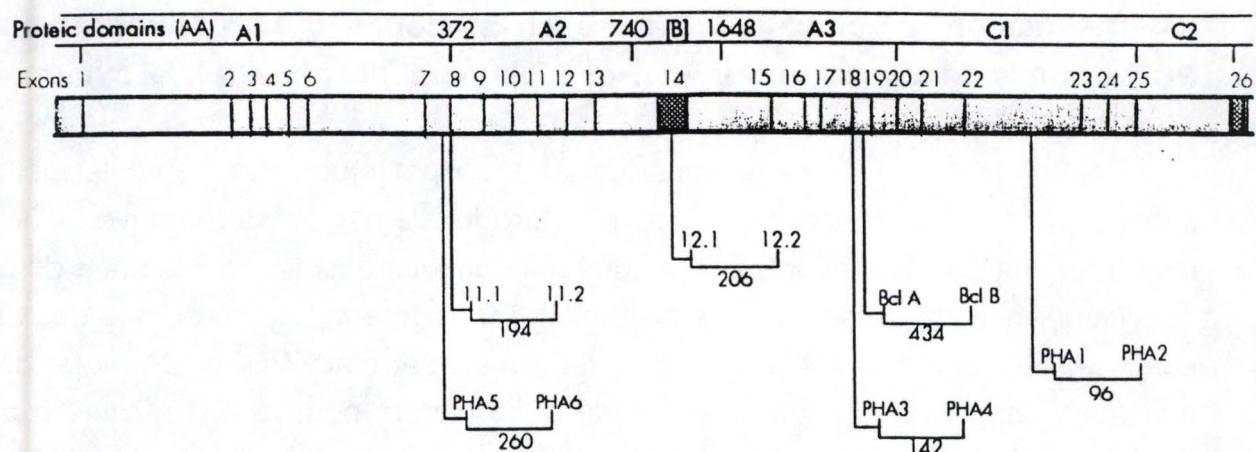 Proteic domains (AA) A1 372 A2 740 [B] 1648 A3 C1 C2
Exons 2 3 4 5 6 7 8 9 10 11 12 13 14 15 16 17 18 19 20 21 22 23 24 25 26
12.1 12.2
206
11.1 11.2
194
Bcl A Bcl B
434
PHA1 PHA2
96
PHA5 PHA6
260
PHA3 PHA4
142